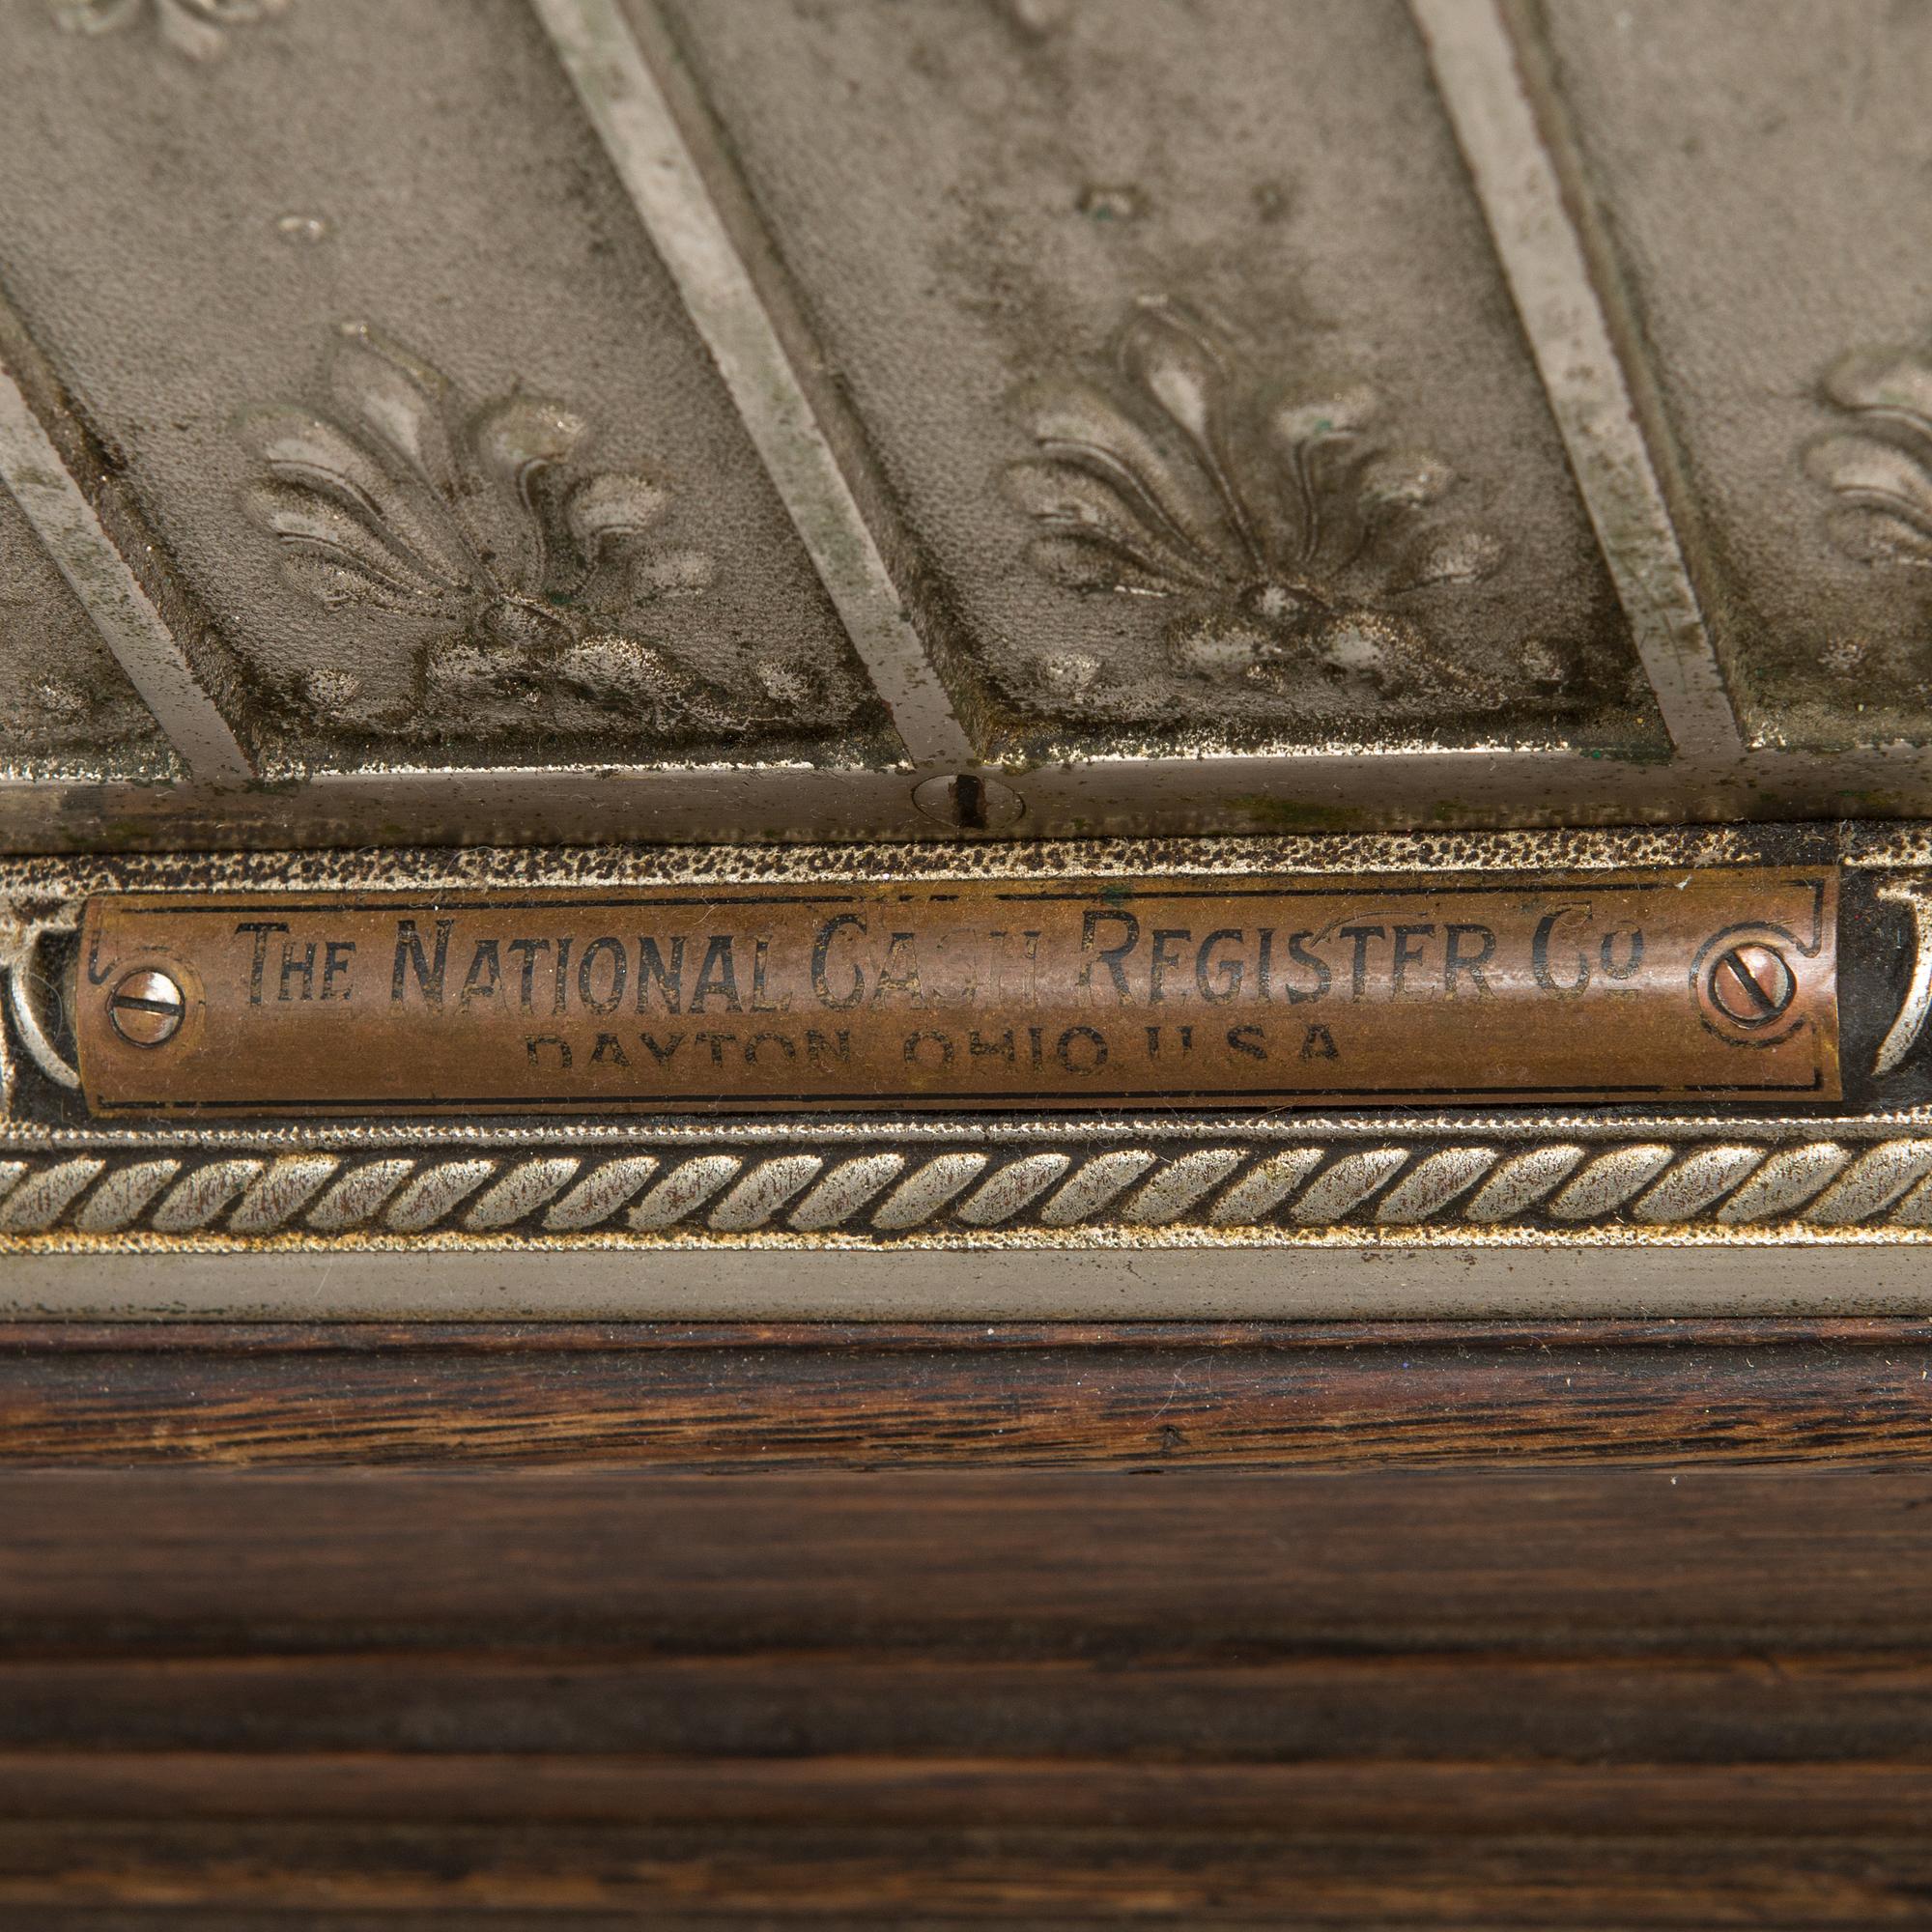 THE NATIONAL CASH REGISTER CO
DAYTON, OHIO, U.S.A.